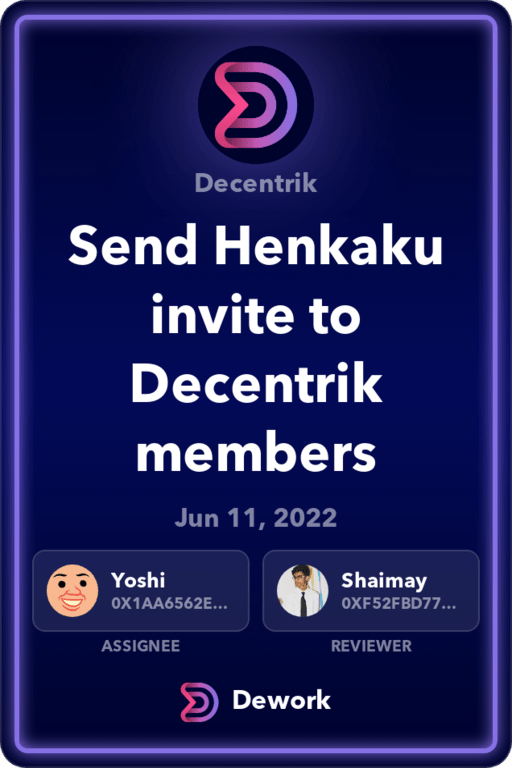 Decentrik
Send Henkaku
invite to
Decentrik
members
Jun 11, 2022
Yoshi
0X1AA6562E...
Shaimay
0XF52FBD77...
ASSIGNEE
REVIEWER
Dework